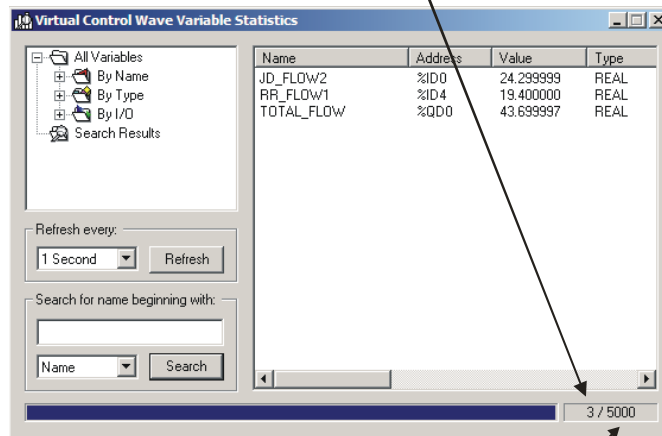 Virtual Control Wave Variable Statistics
All Variables
By Name
By Type
By I/O
Search Results
Refresh every:
1 Second
Refresh
Search for name beginning with:
Name
Search
Name Address Value Type
JD_FLOW2 %ID0 24.299999 REAL
RR_FLOW1 %ID4 19.400000 REAL
TOTAL_FLOW %QD0 43.699997 REAL
3 / 5000